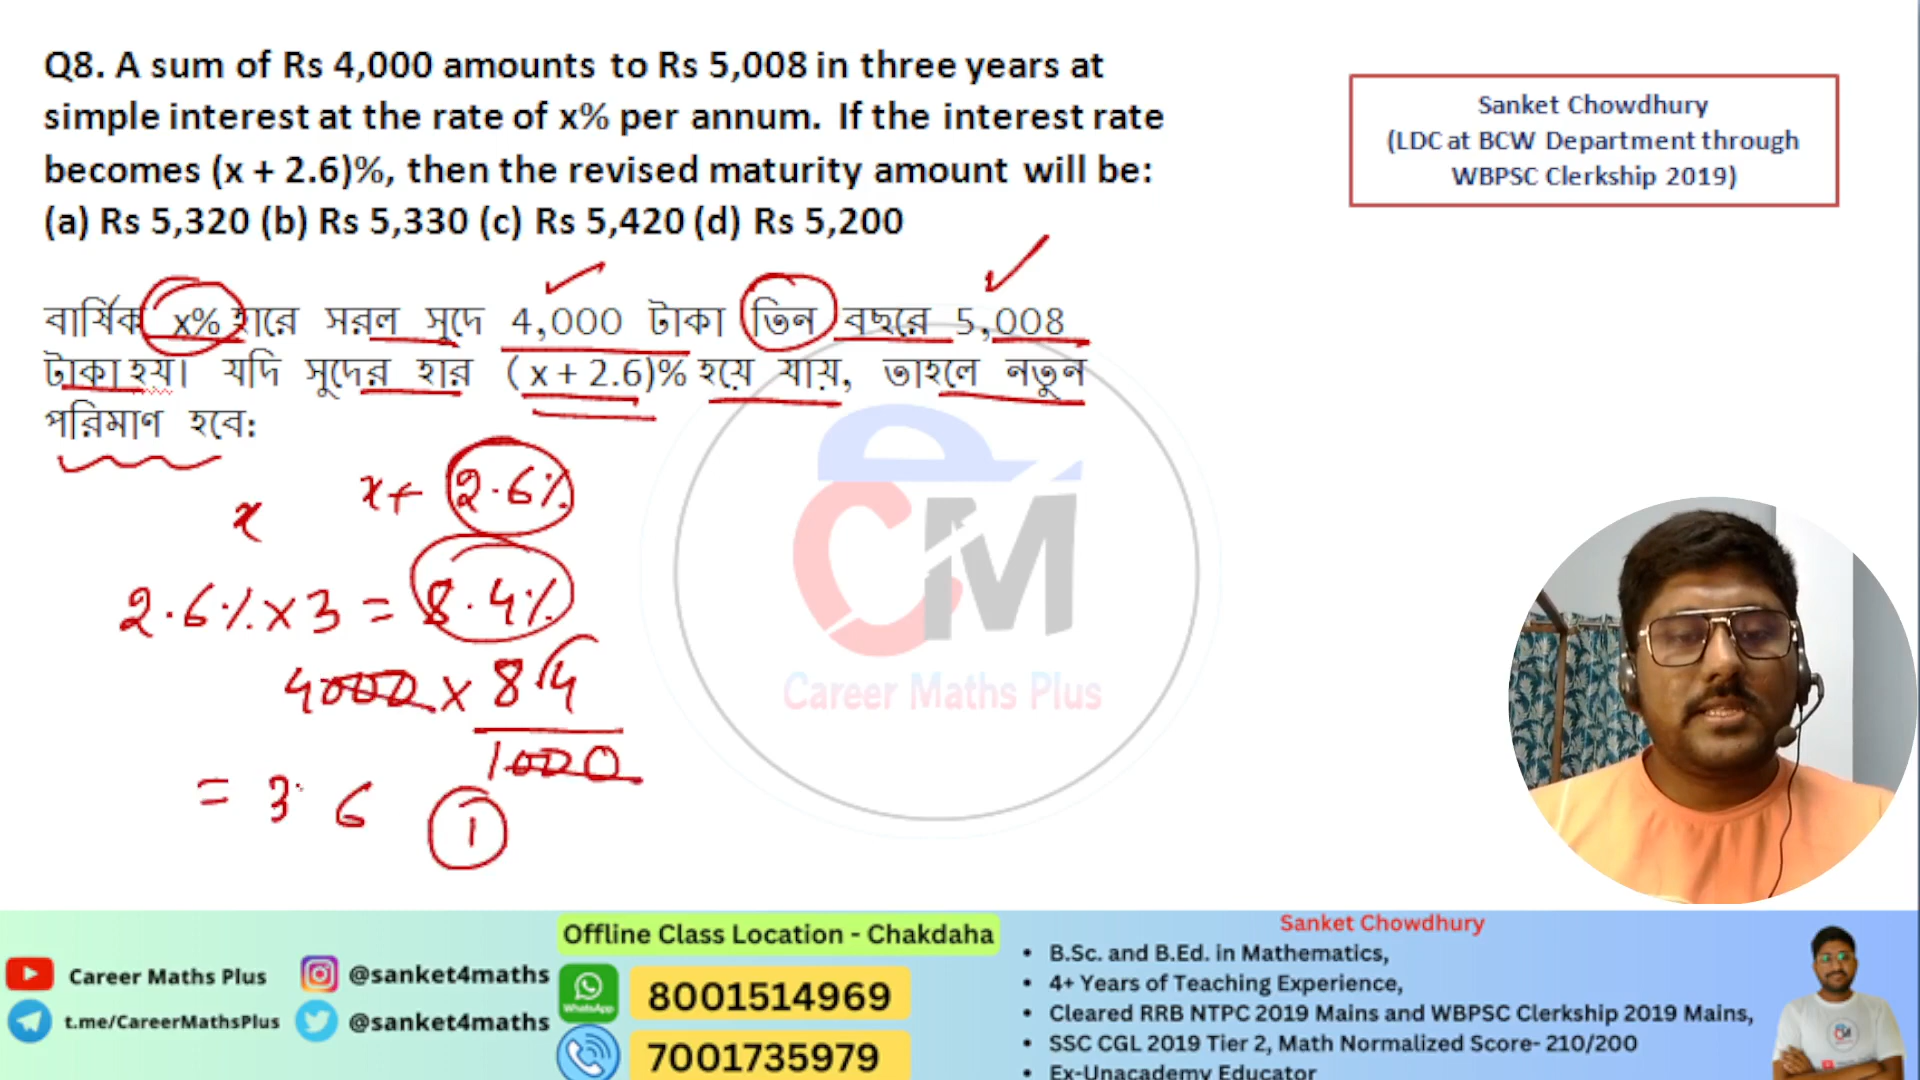 Q8. A sum of Rs 4,000 amounts to Rs 5,008 in three years at
simple interest at the rate of x% per annum. If the interest rate
becomes (x + 2.6)%, then the revised maturity amount will be:
(a) Rs 5,320 (b) Rs 5,330 (c) Rs 5,420 (d) Rs 5,200
Sanket Chowdhury
(LDC at BCW Department through
WBPSC Clerkship 2019)
বার্ষিক x% হারে সরল সুদে 4,000 টাকা তিন বছরে 5,008
টাকা হয়। যদি সুদের হার (x + 2.6)% হয়ে যায়, তাহলে নতুন
পরিমাণ হবে:
x x+ 2.6%
2.6% x 3 = 8.4%
4000 x 84
1000
= 3 6 1
CM
Career Maths Plus
Career Maths Plus
@sanket4maths
t.me/CareerMathsPlus
@sanket4maths
Offline Class Location - Chakdaha
WhatsApp
8001514969
7001735979
Sanket Chowdhury
• B.Sc. and B.Ed. in Mathematics,
• 4+ Years of Teaching Experience,
• Cleared RRB NTPC 2019 Mains and WBPSC Clerkship 2019 Mains,
• SSC CGL 2019 Tier 2, Math Normalized Score- 210/200
• Ex-Unacademy Educator